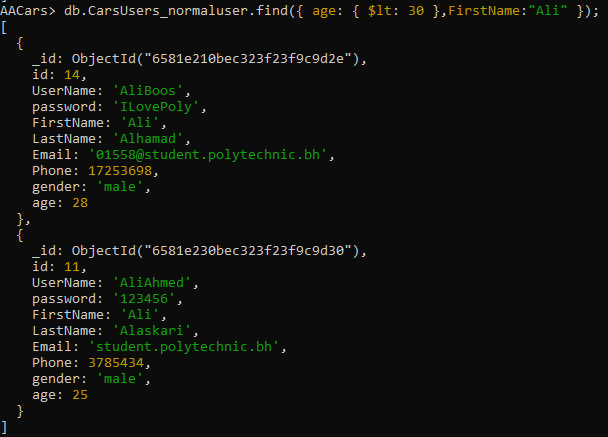 AACars> db.CarsUsers_normaluser.find({ age: { $lt: 30 },FirstName:"Ali" });
[
  {
    _id: ObjectId("6581e210bec323f23f9c9d2e"),
    id: 14,
    UserName: 'AliBoos',
    password: 'ILovePoly',
    FirstName: 'Ali',
    LastName: 'Alhamad',
    Email: '01558@student.polytechnic.bh',
    Phone: 17253698,
    gender: 'male',
    age: 28
  },
  {
    _id: ObjectId("6581e230bec323f23f9c9d30"),
    id: 11,
    UserName: 'AliAhmed',
    password: '123456',
    FirstName: 'Ali',
    LastName: 'Alaskari',
    Email: 'student.polytechnic.bh',
    Phone: 3785434,
    gender: 'male',
    age: 25
  }
]